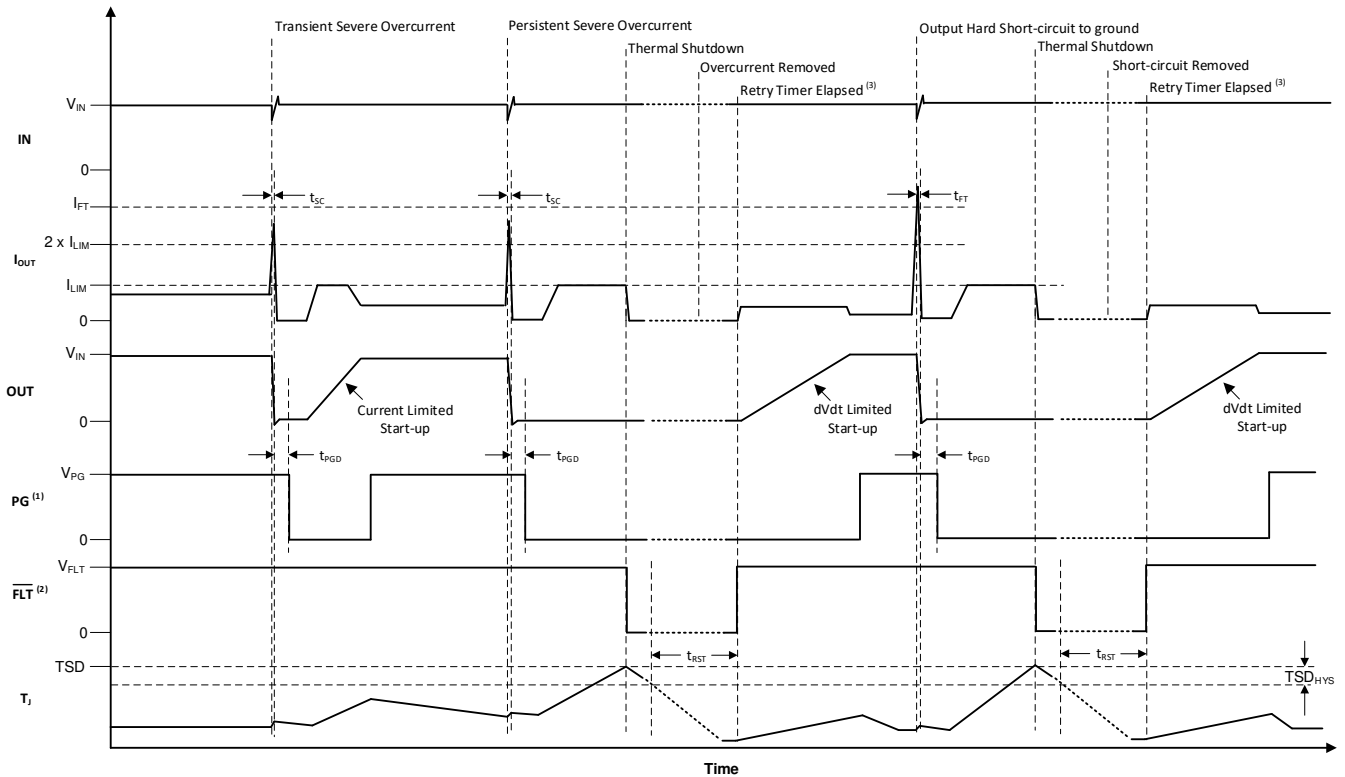 Transient Severe Overcurrent
Persistent Severe Overcurrent
Thermal Shutdown
Overcurrent Removed
Retry Timer Elapsed (3)
Output Hard Short-circuit to ground
Thermal Shutdown
Short-circuit Removed
Retry Timer Elapsed (3)
IN
VIN
0
IOUT
IFT
2 x ILIM
ILIM
0
tSC
tSC
tFT
OUT
VIN
0
Current Limited
Start-up
dVdt Limited
Start-up
dVdt Limited
Start-up
PG (1)
VPG
0
tPGD
tPGD
tPGD
FLT (2)
VFLT
0
tRST
tRST
TJ
TSD
TSDHYS
Time